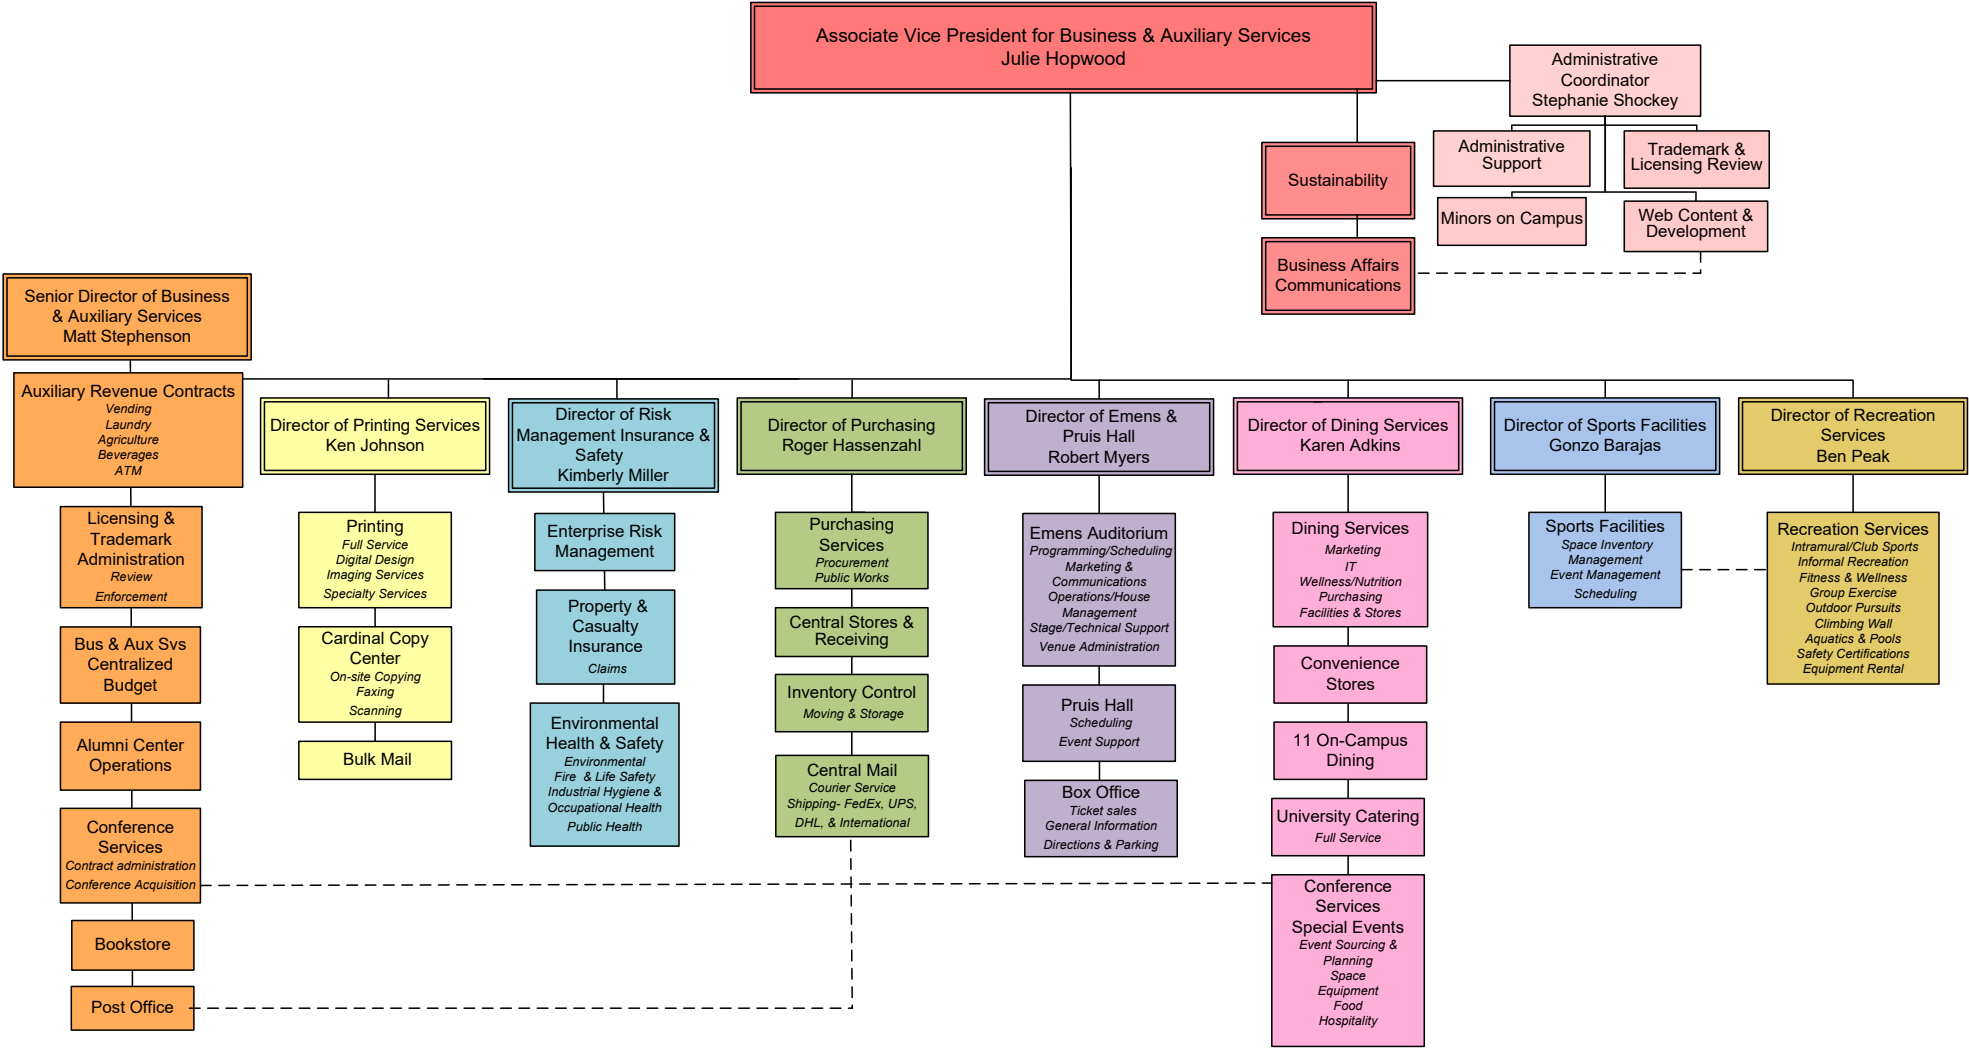 Associate Vice President for Business & Auxiliary Services
Julie Hopwood
Administrative
Coordinator
Stephanie Shockey
Administrative
Support
Trademark &
Licensing Review
Minors on Campus
Web Content &
Development
Sustainability
Business Affairs
Communications
Senior Director of Business
& Auxiliary Services
Matt Stephenson
Auxiliary Revenue Contracts
Vending
Laundry
Agriculture
Beverages
ATM
Licensing &
Trademark
Administration
Review
Enforcement
Bus & Aux Svs
Centralized
Budget
Alumni Center
Operations
Conference
Services
Contract administration
Conference Acquisition
Bookstore
Post Office
Director of Printing Services
Ken Johnson
Printing
Full Service
Digital Design
Imaging Services
Specialty Services
Cardinal Copy
Center
On-site Copying
Faxing
Scanning
Bulk Mail
Director of Risk
Management Insurance &
Safety
Kimberly Miller
Enterprise Risk
Management
Property &
Casualty
Insurance
Claims
Environmental
Health & Safety
Environmental
Fire & Life Safety
Industrial Hygiene &
Occupational Health
Public Health
Director of Purchasing
Roger Hassenzahl
Purchasing
Services
Procurement
Public Works
Central Stores &
Receiving
Inventory Control
Moving & Storage
Central Mail
Courier Service
Shipping- FedEx, UPS,
DHL, & International
Director of Emens &
Pruis Hall
Robert Myers
Emens Auditorium
Programming/Scheduling
Marketing &
Communications
Operations/House
Management
Stage/Technical Support
Venue Administration
Pruis Hall
Scheduling
Event Support
Box Office
Ticket sales
General Information
Directions & Parking
Director of Dining Services
Karen Adkins
Dining Services
Marketing
IT
Wellness/Nutrition
Purchasing
Facilities & Stores
Convenience
Stores
11 On-Campus
Dining
University Catering
Full Service
Conference
Services
Special Events
Event Sourcing &
Planning
Space
Equipment
Food
Hospitality
Director of Sports Facilities
Gonzo Barajas
Sports Facilities
Space Inventory
Management
Event Management
Scheduling
Director of Recreation
Services
Ben Peak
Recreation Services
Intramural/Club Sports
Informal Recreation
Fitness & Wellness
Group Exercise
Outdoor Pursuits
Climbing Wall
Aquatics & Pools
Safety Certifications
Equipment Rental